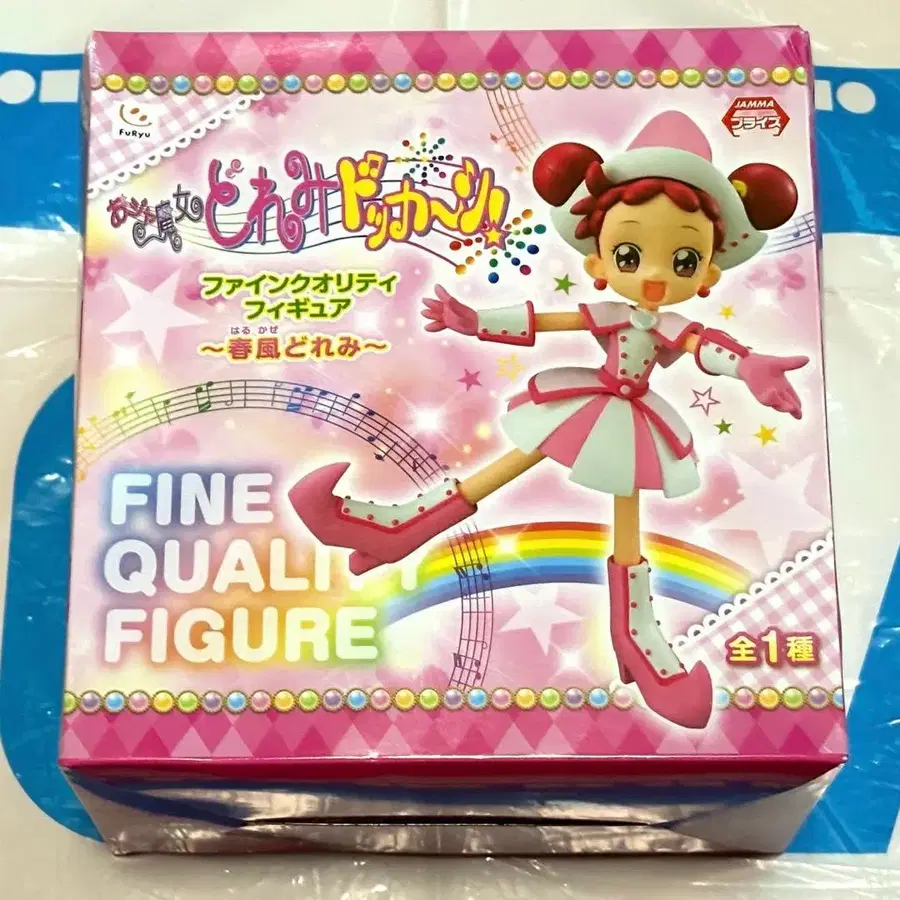 FuRyu
JAMMA
プライズ
おジャ魔女
どれみドッカ〜ン!
ファインクオリティ
フィギュア
はる かぜ
〜春風どれみ〜
FINE
QUALITY
FIGURE
全1種